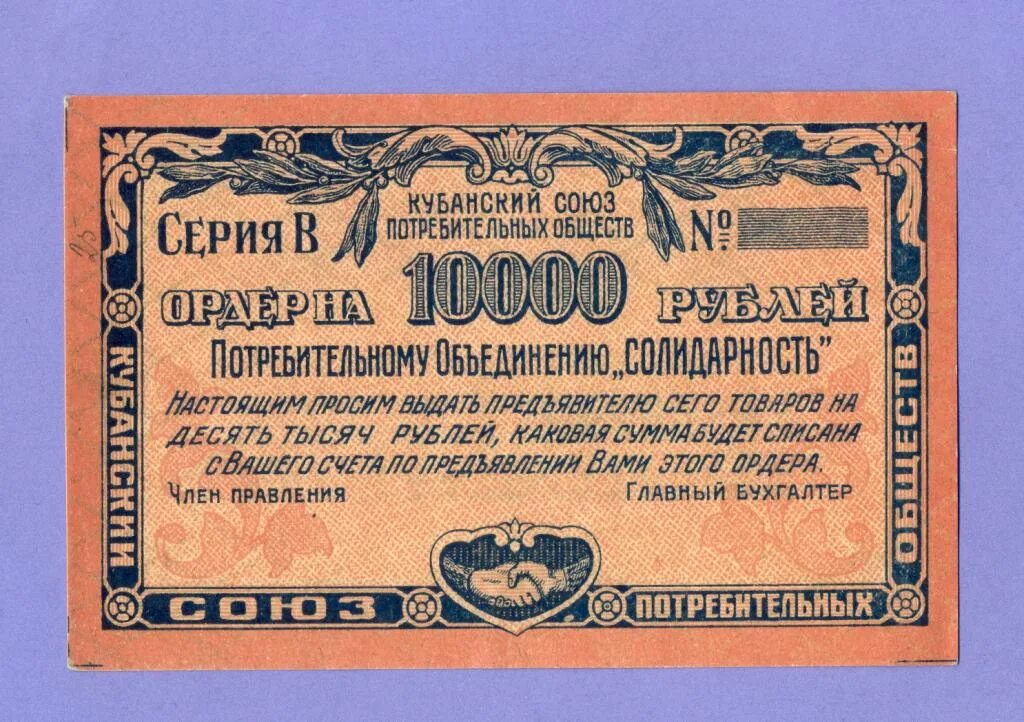 КУБАНСКИЙ СОЮЗ
ПОТРЕБИТЕЛЬНЫХ ОБЩЕСТВ
СЕРИЯ В
№
ОРДЕР НА 10000 РУБЛЕЙ
ПОТРЕБИТЕЛЬНОМУ ОБЪЕДИНЕНИЮ „СОЛИДАРНОСТЬ"
НАСТОЯЩИМ ПРОСИМ ВЫДАТЬ ПРЕДЪЯВИТЕЛЮ СЕГО ТОВАРОВ НА
ДЕСЯТЬ ТЫСЯЧ РУБЛЕЙ, КАКОВАЯ СУММА БУДЕТ СПИСАНА
С ВАШЕГО СЧЕТА ПО ПРЕДЪЯВЛЕНИИ ВАМИ ЭТОГО ОРДЕРА.
ЧЛЕН ПРАВЛЕНИЯ
ГЛАВНЫЙ БУХГАЛТЕР
КУБАНСКИЙ
СОЮЗ
ПОТРЕБИТЕЛЬНЫХ
ОБЩЕСТВ